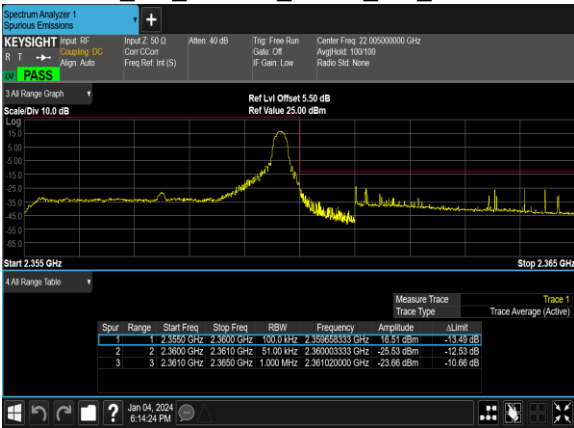 Spectrum Analyzer 1
Spurious Emissions
+
KEYSIGHT Input: RF
R T Coupling: DC
Align: Auto
LXI PASS
Input Z: 50 Ω
Corr CCorr
Freq Ref: Int (S)
Atten: 40 dB
Trig: Free Run
Gate: Off
IF Gain: Low
Center Freq: 22.005000000 GHz
Avg|Hold: 100/100
Radio Std: None
3 All Range Graph
Scale/Div 10.0 dB
Ref Lvl Offset 5.50 dB
Ref Value 25.00 dBm
Log
15.0
5.00
-5.00
-15.0
-25.0
-35.0
-45.0
-55.0
-65.0
Start 2.355 GHz
Stop 2.365 GHz
4 All Range Table
Measure Trace Trace 1
Trace Type Trace Average (Active)
Spur Range Start Freq Stop Freq RBW Frequency Amplitude ΔLimit
1 1 2.3550 GHz 2.3600 GHz 100.0 kHz 2.359658333 GHz 16.51 dBm -13.49 dB
2 2 2.3600 GHz 2.3610 GHz 51.00 kHz 2.360003333 GHz -25.53 dBm -12.53 dB
3 3 2.3610 GHz 2.3650 GHz 1.000 MHz 2.361020000 GHz -23.66 dBm -10.66 dB
?
Jan 04, 2024
6:14:24 PM